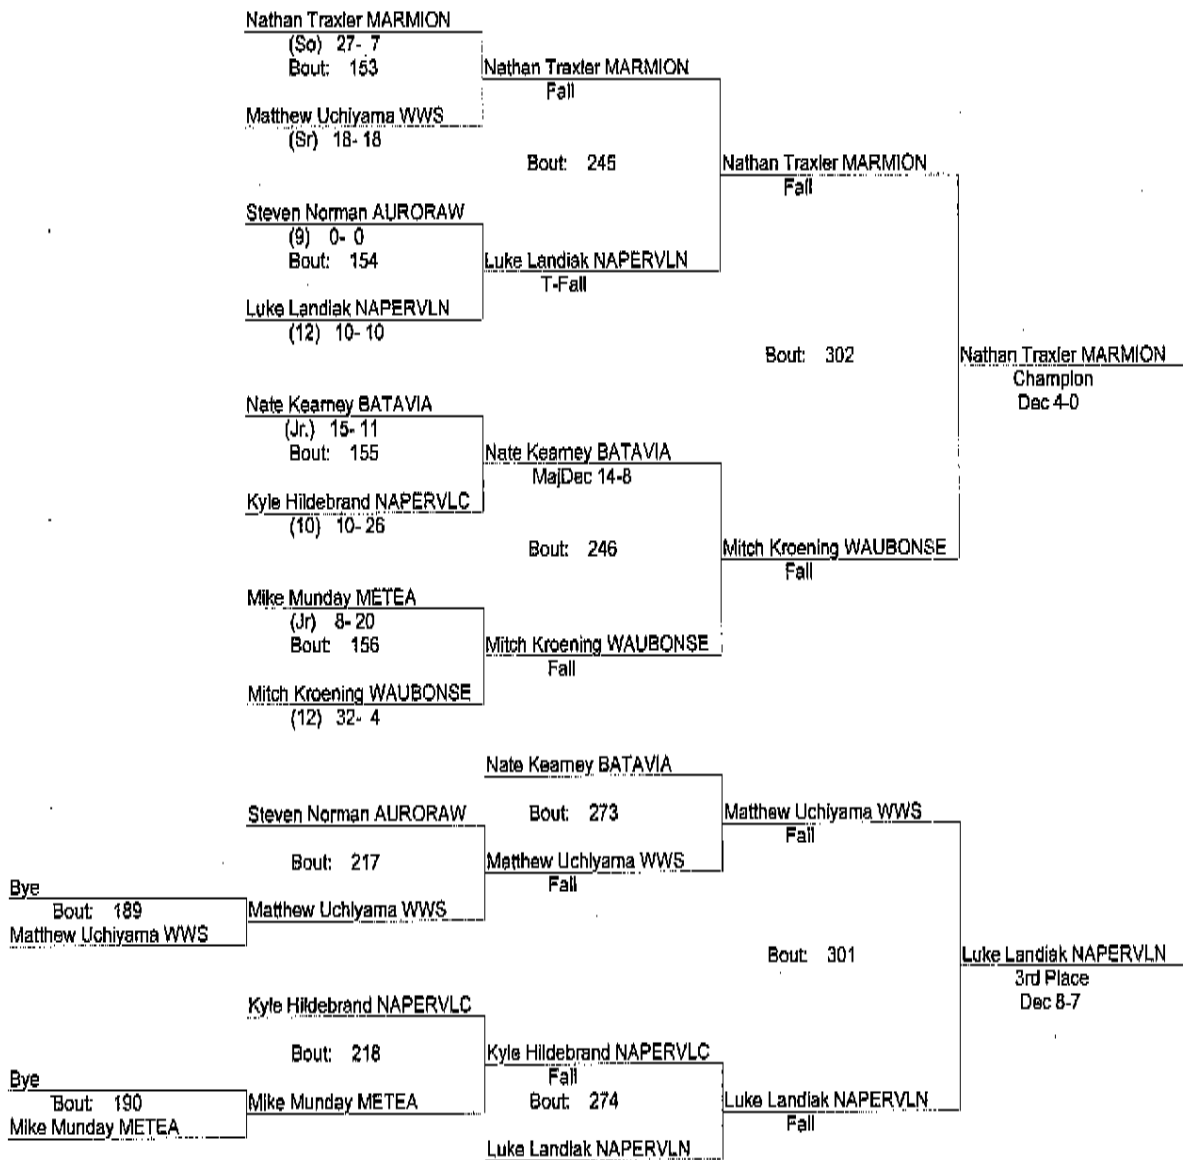 Nathan Traxler MARMION
(So) 27- 7
Bout: 153
Nathan Traxler MARMION
Fall
Matthew Uchiyama WWS
(Sr) 18- 18
Bout: 245
Nathan Traxler MARMION
Fall
Steven Norman AURORAW
(9) 0- 0
Bout: 154
Luke Landiak NAPERVLN
T-Fall
Luke Landiak NAPERVLN
(12) 10- 10
Bout: 302
Nathan Traxler MARMION
Champion
Dec 4-0
Nate Kearney BATAVIA
(Jr.) 15- 11
Bout: 155
Nate Kearney BATAVIA
MajDec 14-8
Kyle Hildebrand NAPERVLC
(10) 10- 26
Bout: 246
Mitch Kroening WAUBONSE
Fall
Mike Munday METEA
(Jr) 8- 20
Bout: 156
Mitch Kroening WAUBONSE
Fall
Mitch Kroening WAUBONSE
(12) 32- 4
Nate Kearney BATAVIA
Steven Norman AURORAW
Bout: 273
Matthew Uchiyama WWS
Fall
Bout: 217
Matthew Uchiyama WWS
Fall
Bye
Bout: 189
Matthew Uchiyama WWS
Matthew Uchiyama WWS
Bout: 301
Luke Landiak NAPERVLN
3rd Place
Dec 8-7
Kyle Hildebrand NAPERVLC
Bout: 218
Kyle Hildebrand NAPERVLC
Fall
Bye
Bout: 190
Mike Munday METEA
Mike Munday METEA
Bout: 274
Luke Landiak NAPERVLN
Fall
Luke Landiak NAPERVLN